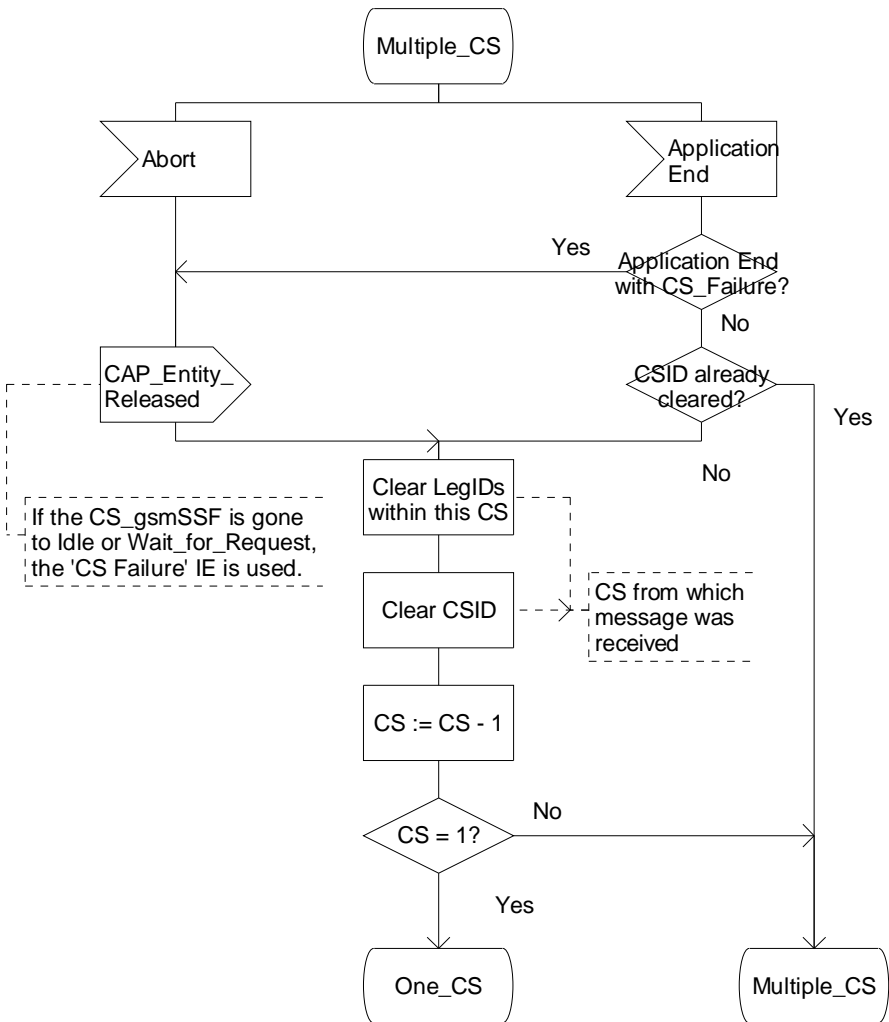 Multiple_CS
Abort
Application
End
Yes
Application End
with CS_Failure?
No
CAP_Entity_
Released
CSID already
cleared?
Yes
No
Clear LegIDs
within this CS
If the CS_gsmSSF is gone
to Idle or Wait_for_Request,
the 'CS Failure' IE is used.
Clear CSID
CS from which
message was
received
CS := CS - 1
CS = 1?
No
Yes
One_CS
Multiple_CS